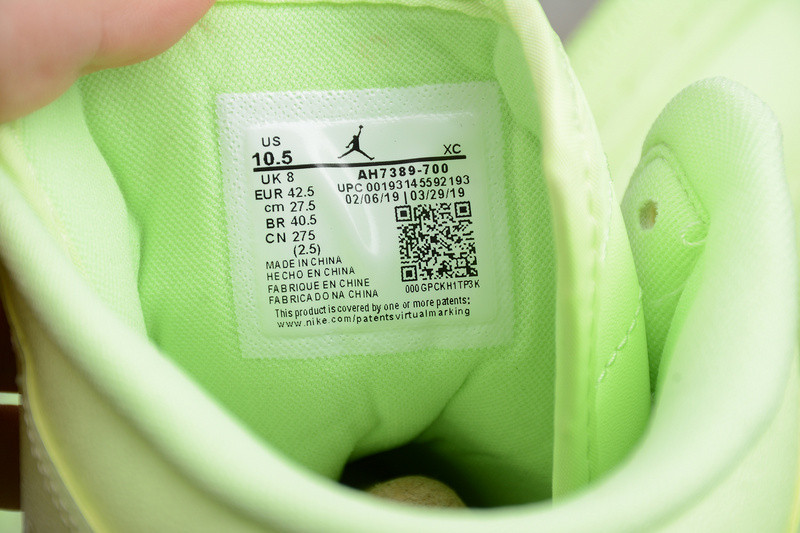 US
10.5 XC
UK 8 AH7389-700
EUR 42.5 UPC 00193145592193
cm 27.5 02/06/19 | 03/29/19
BR 40.5
CN 275
(2.5)
MADE IN CHINA
HECHO EN CHINA
FABRIQUE EN CHINE 000GPCKH1TP3K
FABRICADO NA CHINA
This product is covered by one or more patents:
www.nike.com/patentsvirtualmarking